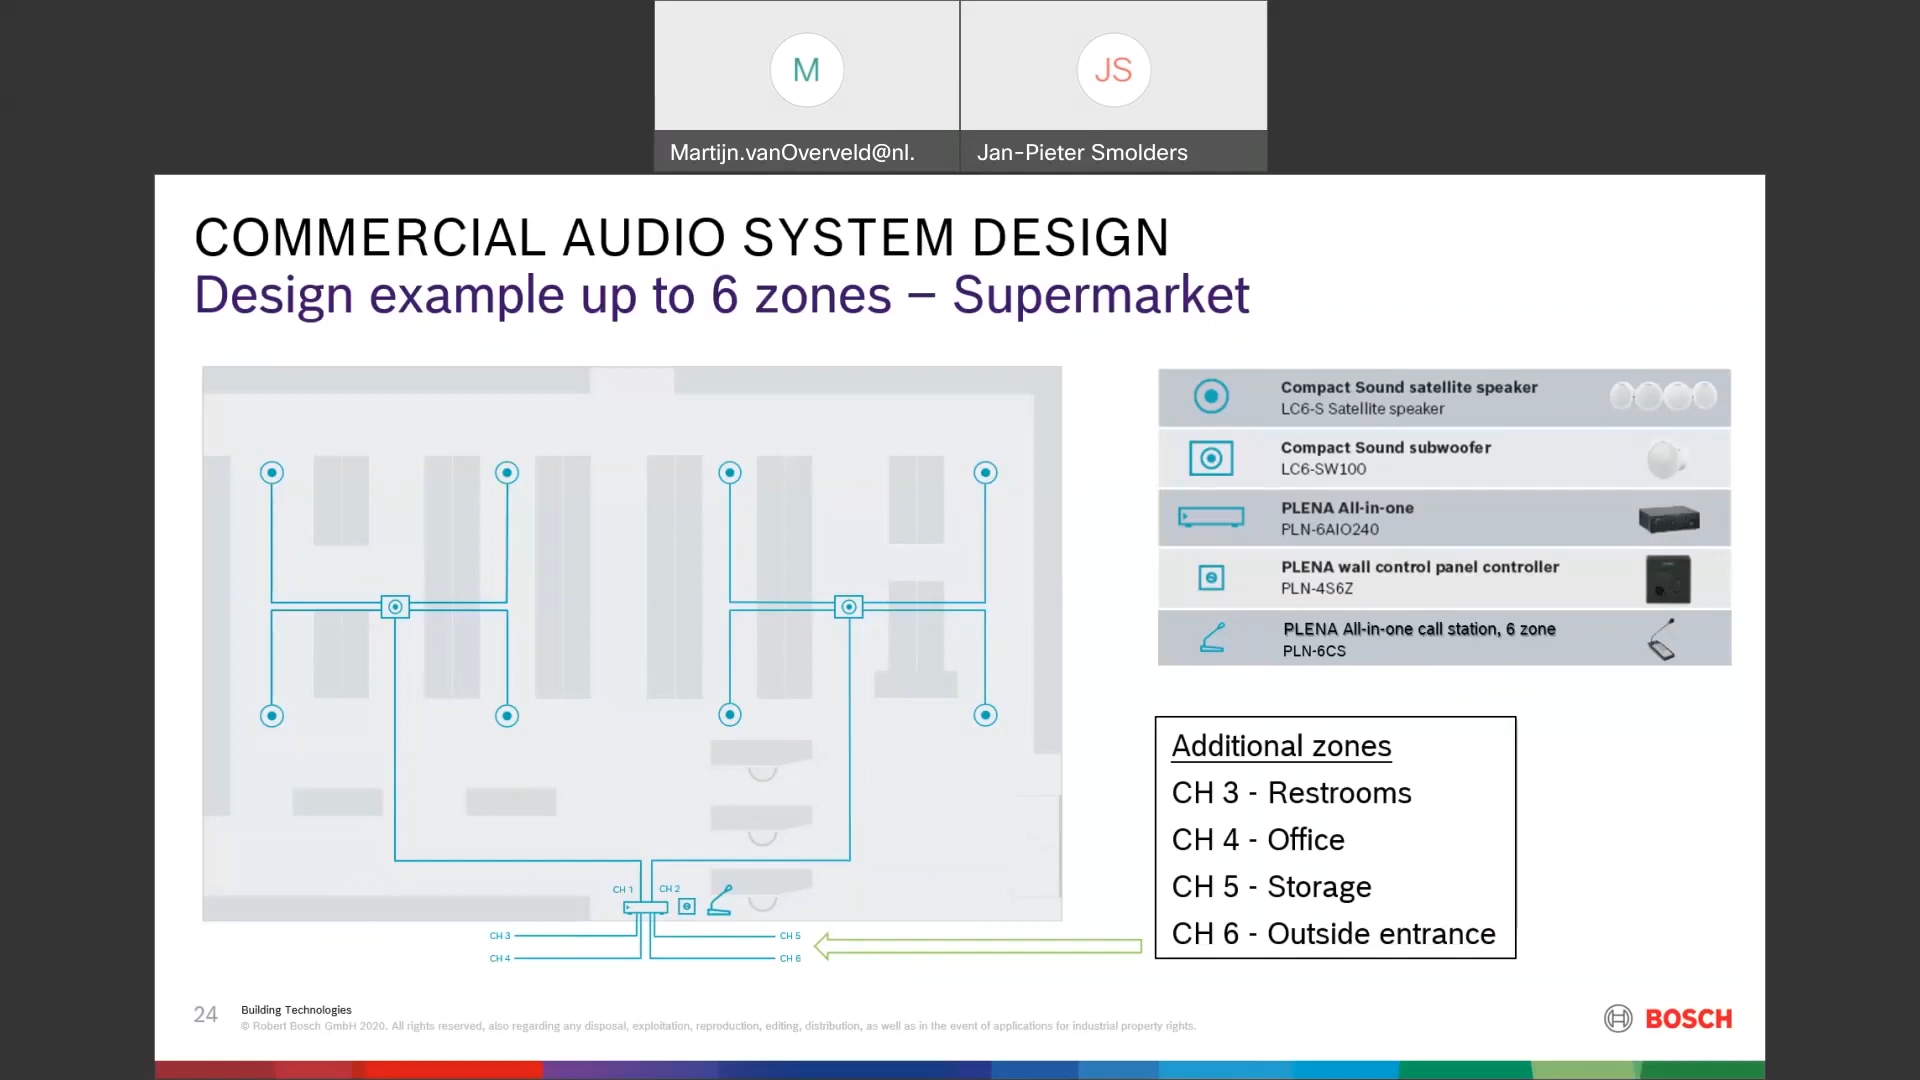 M
JS
Martijn.vanOverveld@nl.
Jan-Pieter Smolders
COMMERCIAL AUDIO SYSTEM DESIGN
Design example up to 6 zones – Supermarket
Compact Sound satellite speaker
LC6-S Satellite speaker
Compact Sound subwoofer
LC6-SW100
PLENA All-in-one
PLN-6AIO240
PLENA wall control panel controller
PLN-4S6Z
PLENA All-in-one call station, 6 zone
PLN-6CS
Additional zones
CH 3 - Restrooms
CH 4 - Office
CH 5 - Storage
CH 6 - Outside entrance
CH 1
CH 2
CH 3
CH 5
CH 4
CH 6
24
Building Technologies
© Robert Bosch GmbH 2020. All rights reserved, also regarding any disposal, exploitation, reproduction, editing, distribution, as well as in the event of applications for industrial property rights.
BOSCH